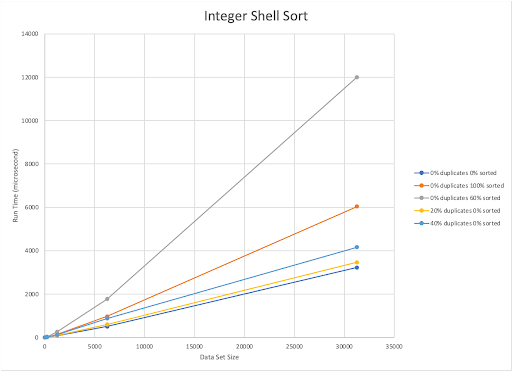 Integer Shell Sort
14000
12000
10000
8000
6000
4000
2000
0
Run Time (microsecond)
0 5000 10000 15000 20000 25000 30000 35000
Data Set Size
0% duplicates 0% sorted
0% duplicates 100% sorted
0% duplicates 60% sorted
20% duplicates 0% sorted
40% duplicates 0% sorted